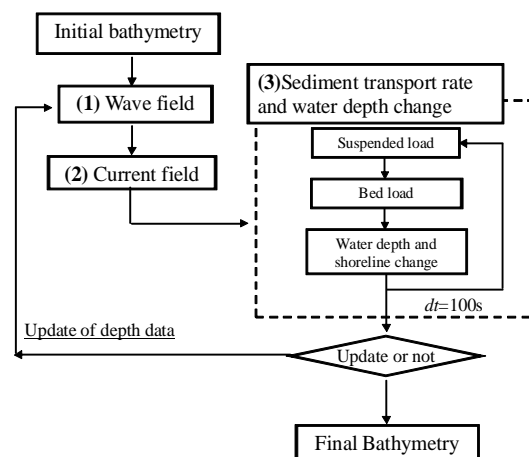 Initial bathymetry
(1) Wave field
(2) Current field
(3)Sediment transport rate
and water depth change
Suspended load
Bed load
Water depth and
shoreline change
dt=100s
Update of depth data
Update or not
Final Bathymetry